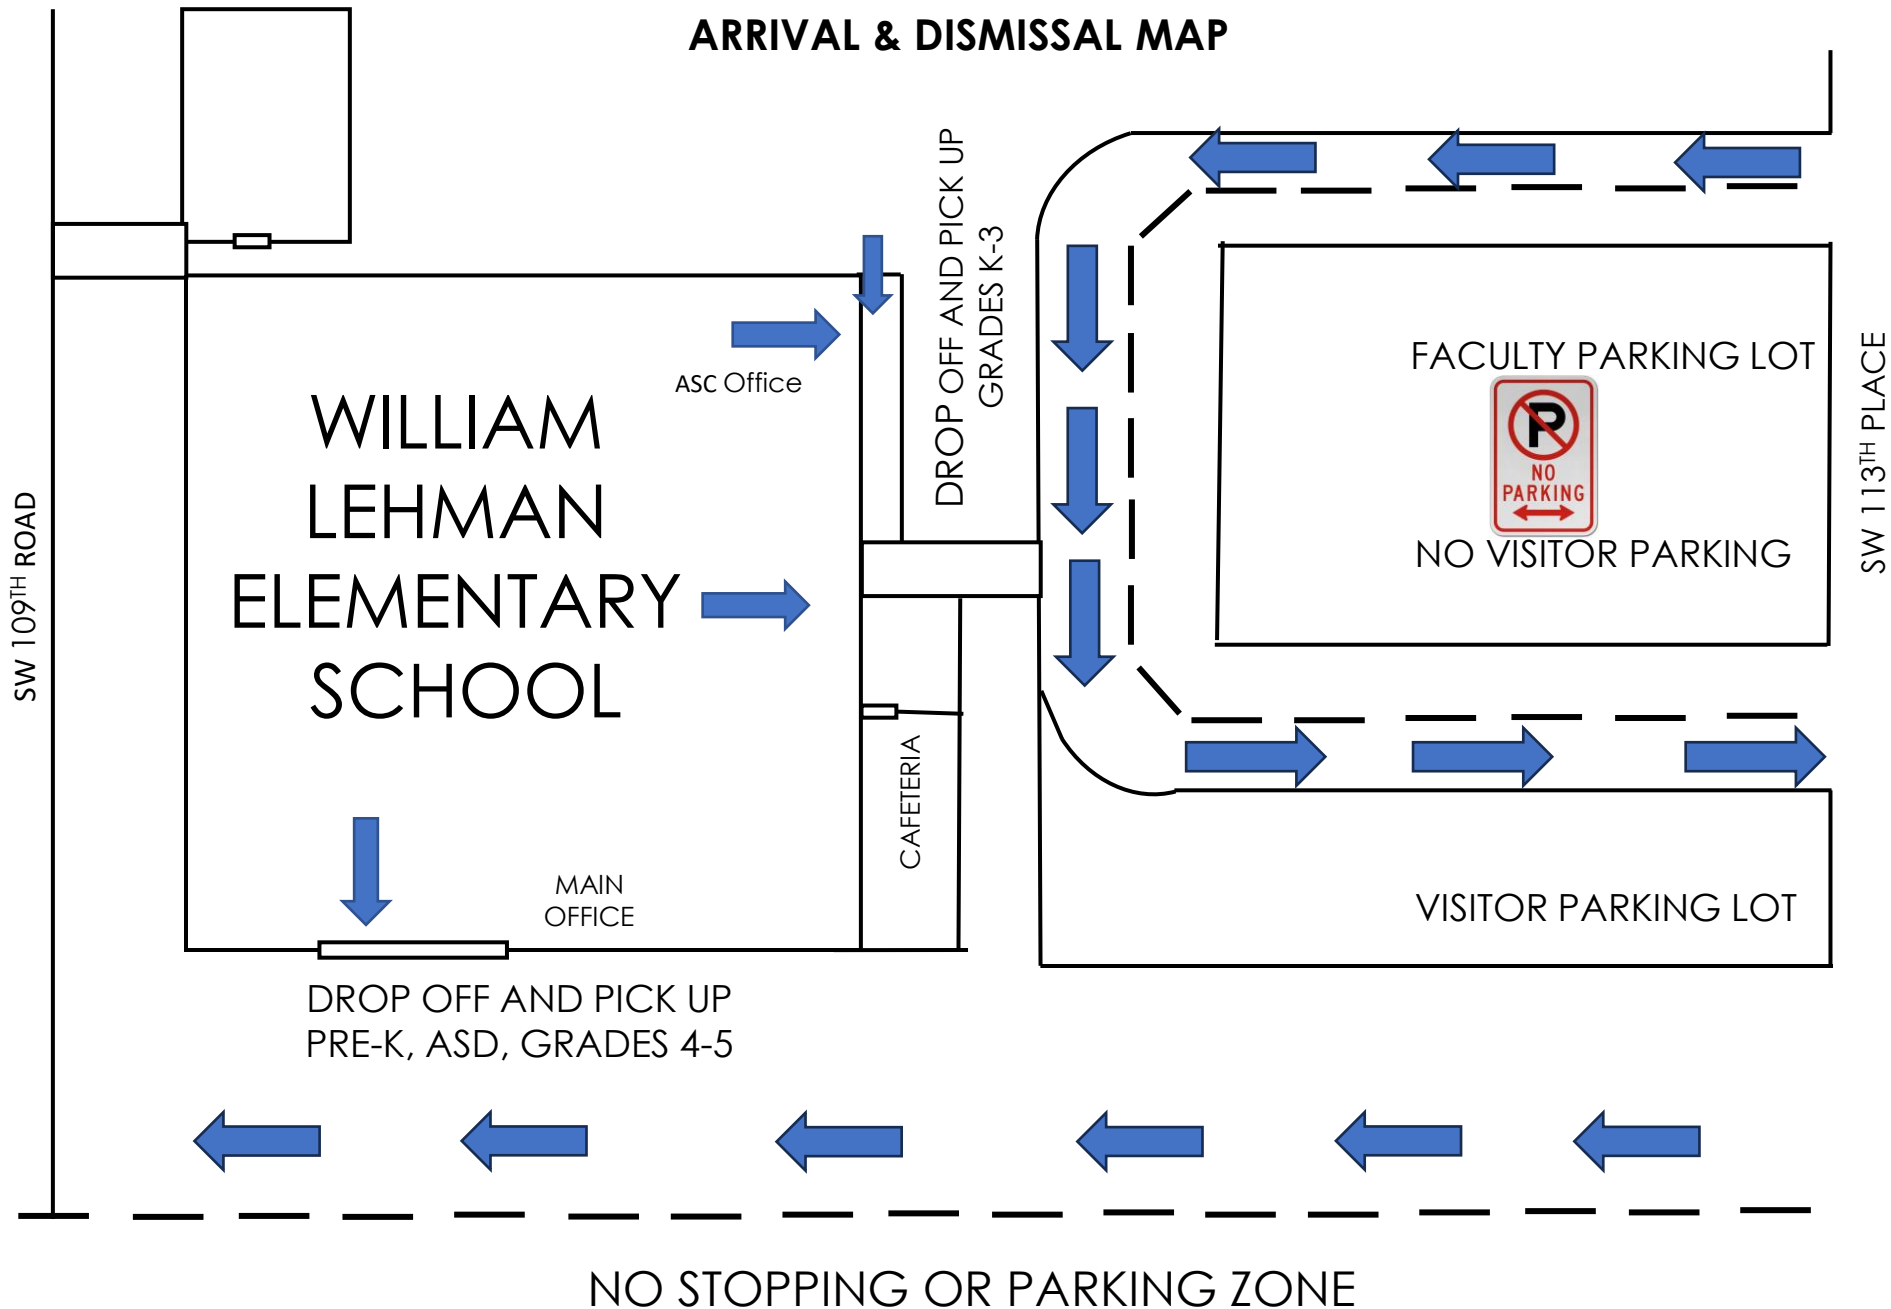 ARRIVAL & DISMISSAL MAP
DROP OFF AND PICK UP
GRADES K-3
FACULTY PARKING LOT
P
NO
PARKING
NO VISITOR PARKING
SW 113TH PLACE
ASC Office
WILLIAM
LEHMAN
ELEMENTARY
SCHOOL
SW 109TH ROAD
CAFETERIA
MAIN
OFFICE
VISITOR PARKING LOT
DROP OFF AND PICK UP
PRE-K, ASD, GRADES 4-5
NO STOPPING OR PARKING ZONE